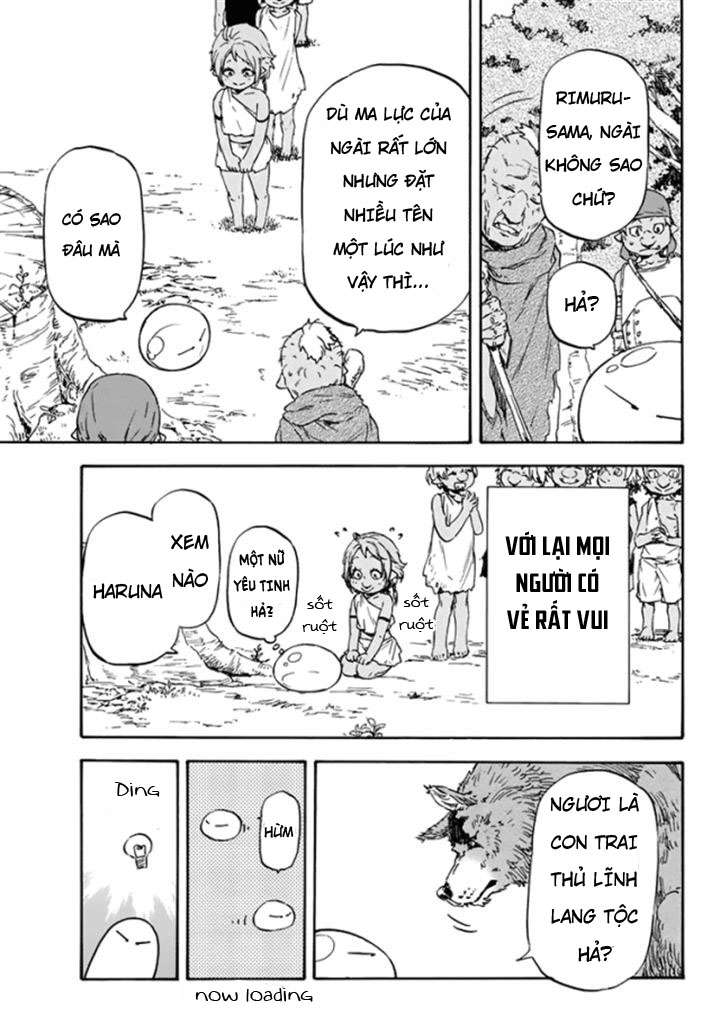 RIMURU-
SAMA, NGÀI
KHÔNG SAO
CHỨ?
HẢ?
DÙ MA LỰC CỦA
NGÀI RẤT LỚN
NHƯNG ĐẶT
NHIỀU TÊN
MỘT LÚC NHƯ
VẬY THÌ...
CÓ SAO
ĐÂU MÀ
VỚI LẠI MỌI
NGƯỜI CÓ
VẺ RẤT VUI
sốt
ruột
sốt
ruột
MỘT NỮ
YÊU TINH
HẢ?
XEM
NÀO
HARUNA
NGƯƠI LÀ
CON TRAI
THỦ LĨNH
LANG TỘC
HẢ?
HỪM
now loading
Ding